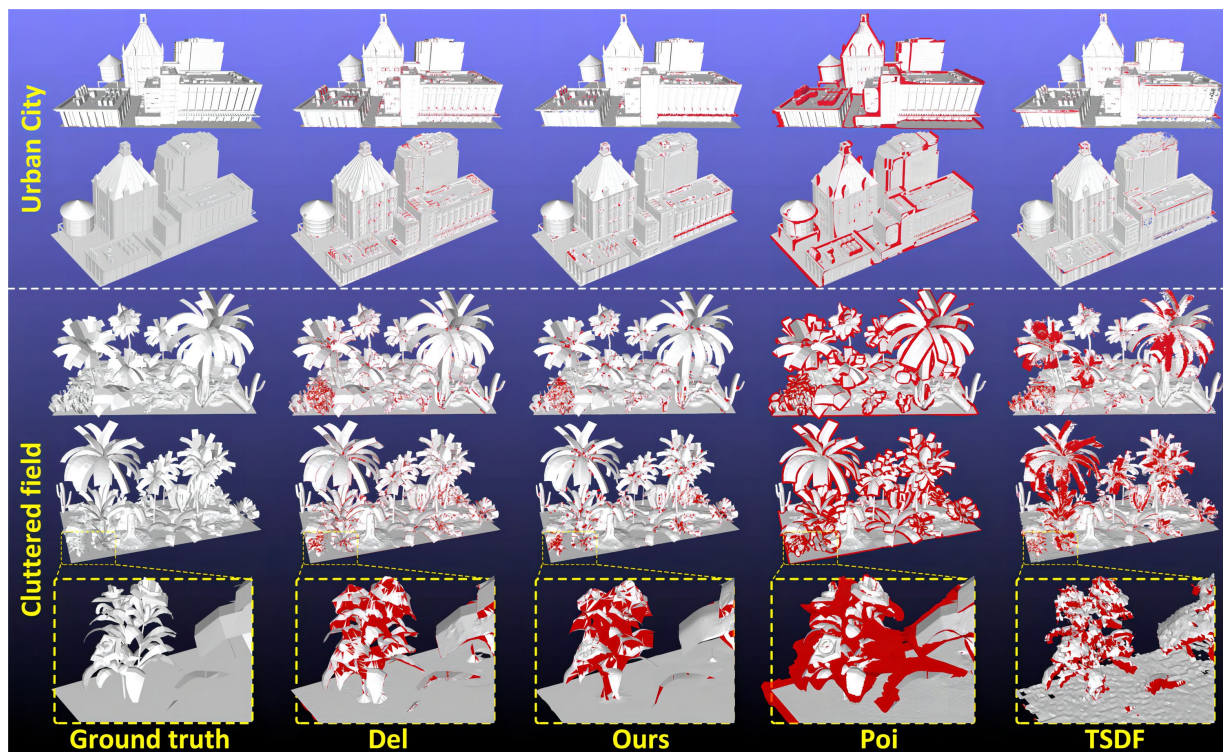 Urban City
Cluttered field
Ground truth
Del
Ours
Poi
TSDF